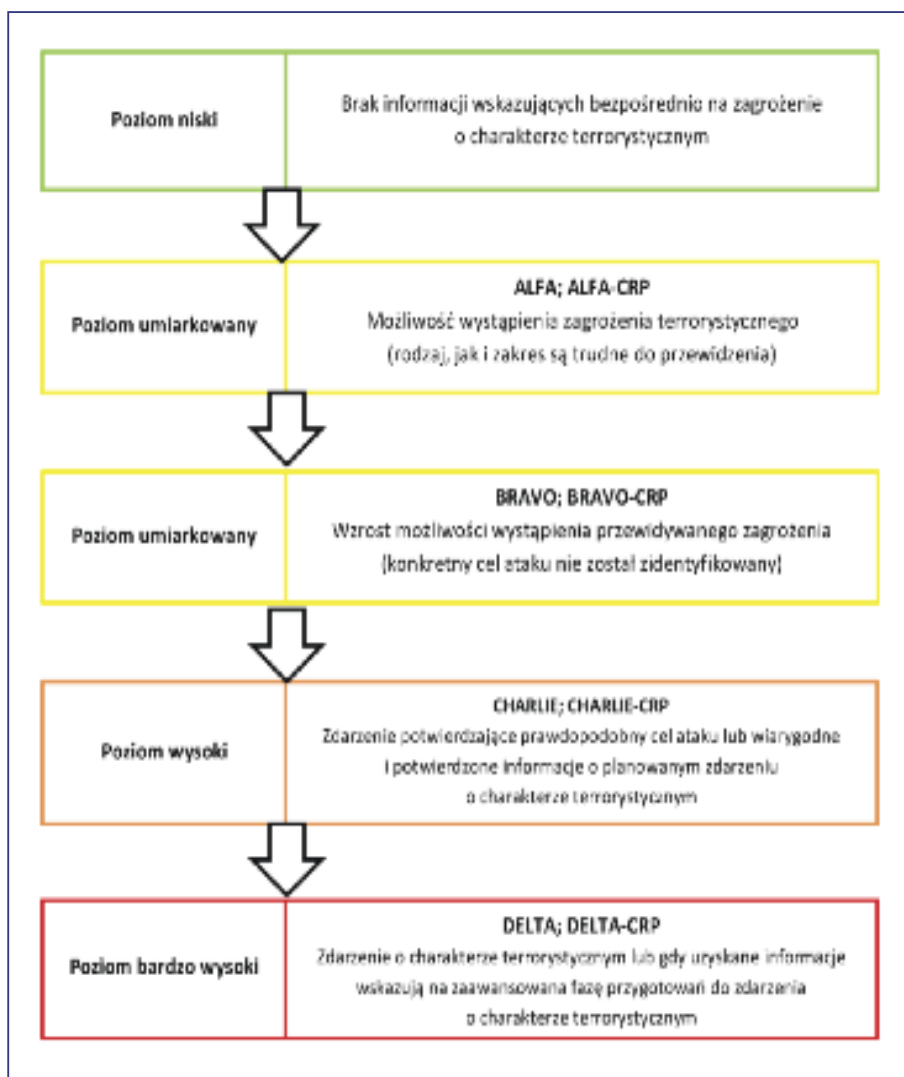 Poziom niski
Brak informacji wskazujących bezpośrednio na zagrożenie
o charakterze terrorystycznym
Poziom umiarkowany
ALFA; ALFA-CRP
Możliwość wystąpienia zagrożenia terrorystycznego
(rodzaj, jak i zakres są trudne do przewidzenia)
Poziom umiarkowany
BRAVO; BRAVO-CRP
Wzrost możliwości wystąpienia przewidywanego zagrożenia
(konkretny cel ataku nie został zidentyfikowany)
Poziom wysoki
CHARLIE; CHARLIE-CRP
Zdarzenie potwierdzające prawdopodobny cel ataku lub wiarygodne
i potwierdzone informacje o planowanym zdarzeniu
o charakterze terrorystycznym
Poziom bardzo wysoki
DELTA; DELTA-CRP
Zdarzenie o charakterze terrorystycznym lub gdy uzyskane informacje
wskazują na zaawansowana fazę przygotowań do zdarzenia
o charakterze terrorystycznym